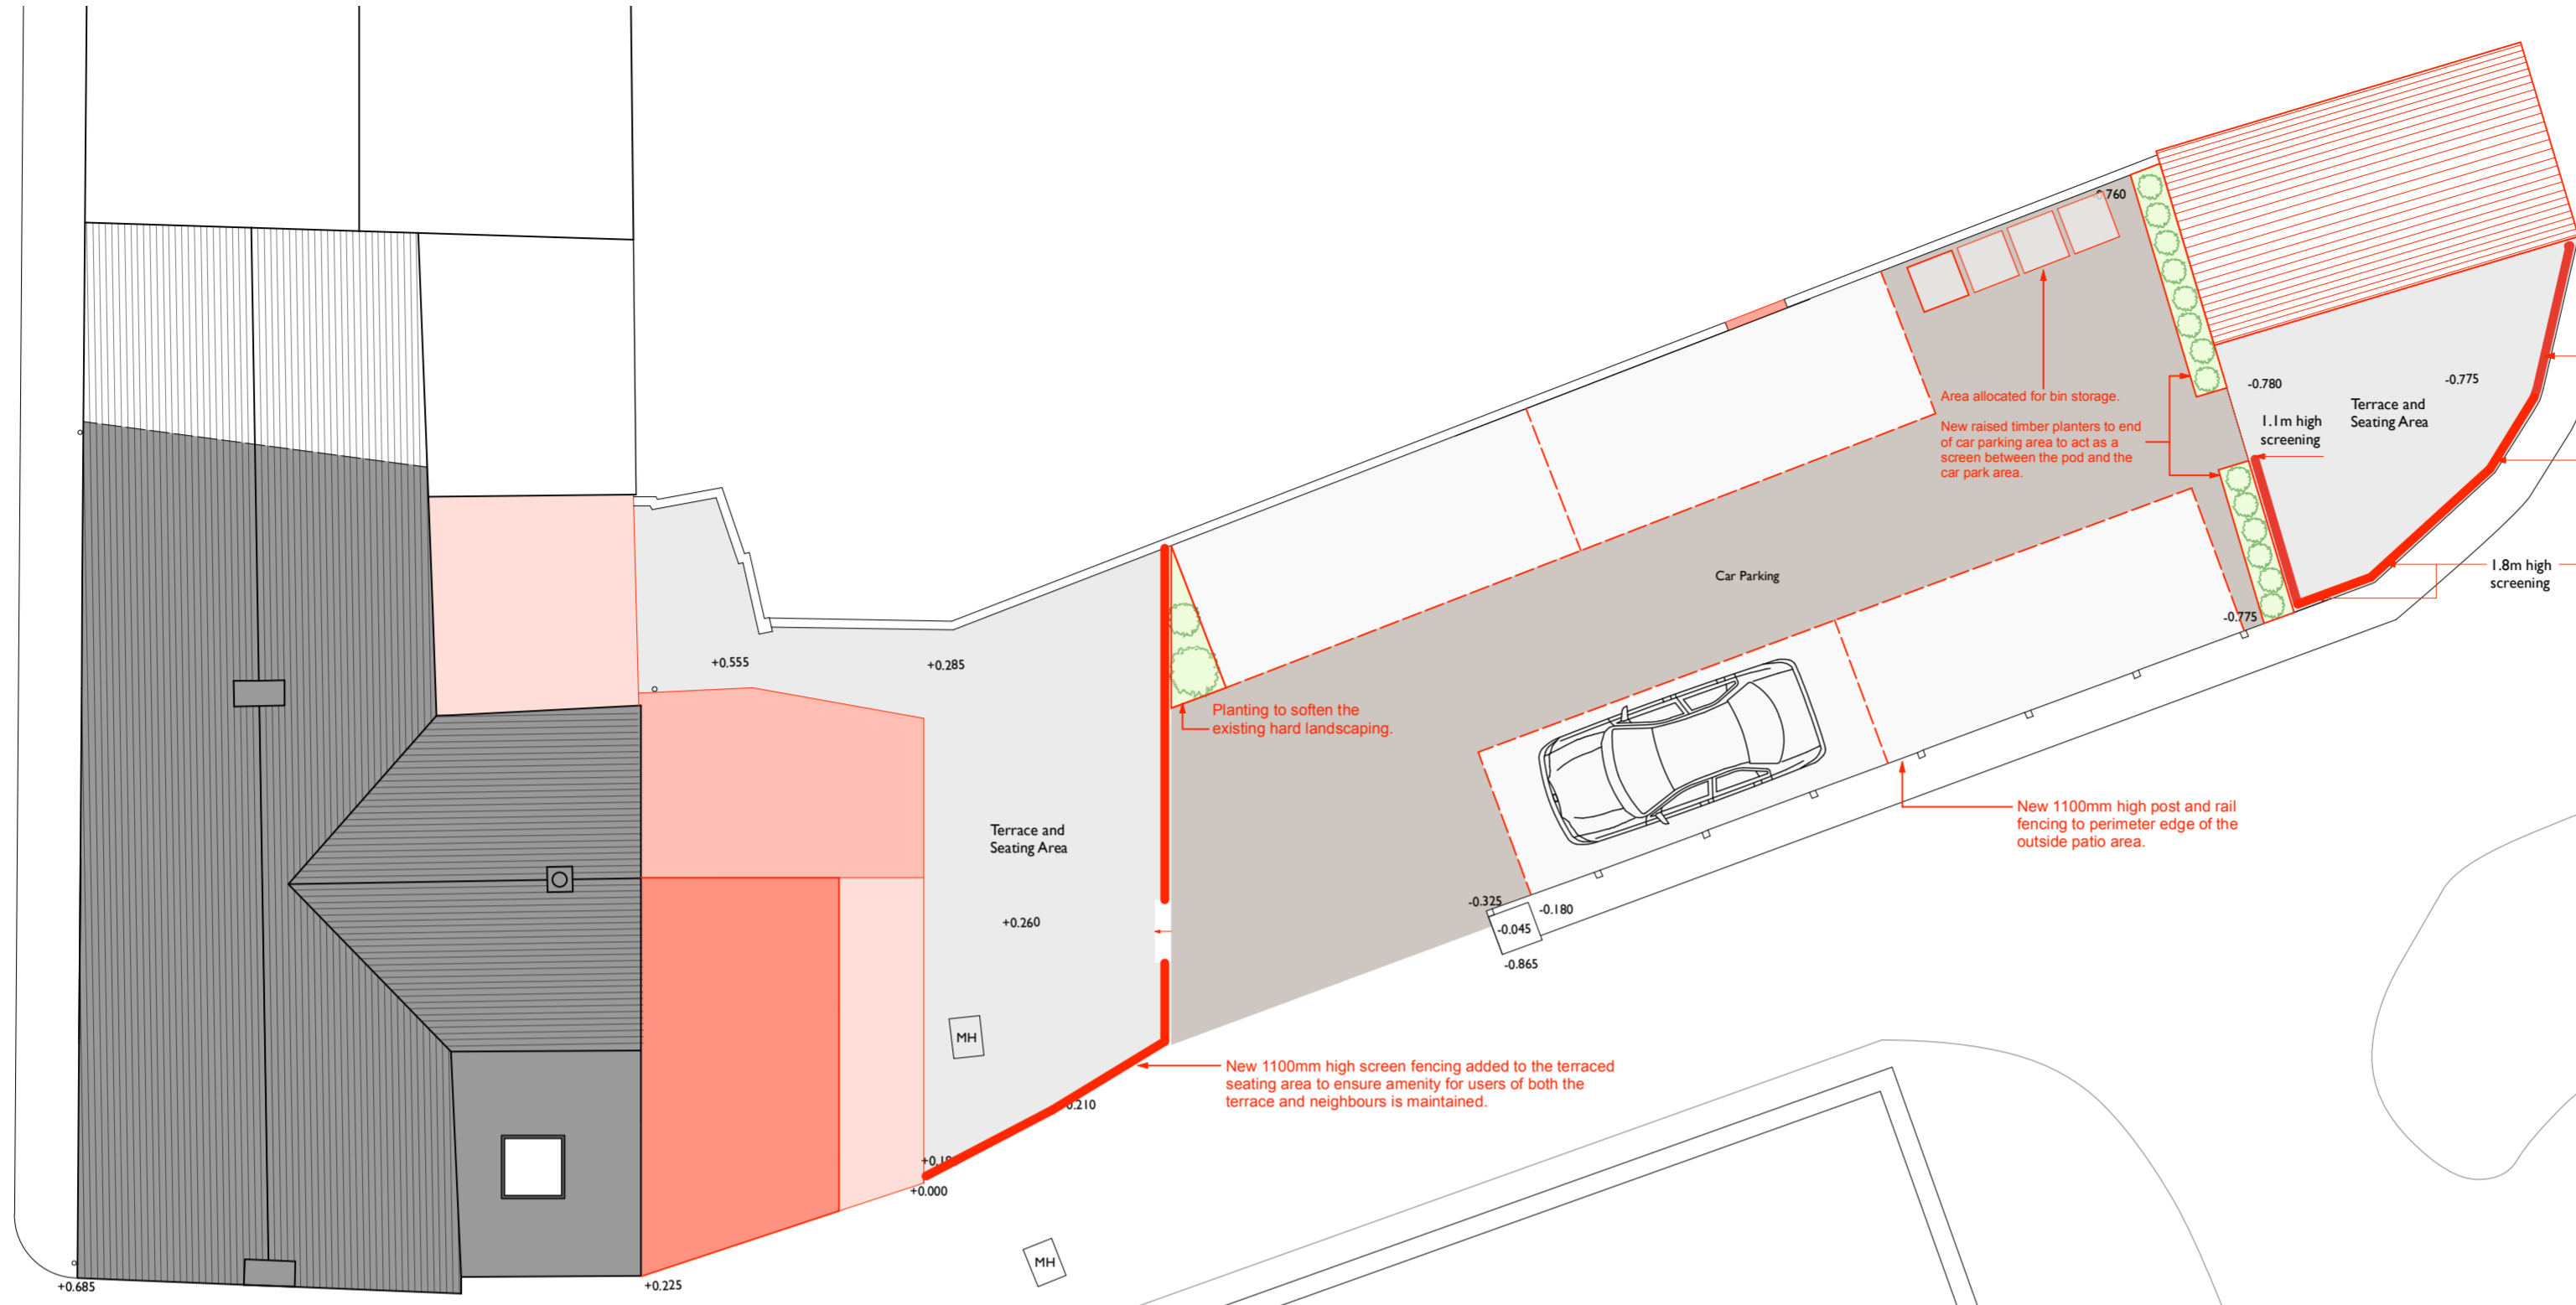 -0.760
Area allocated for bin storage.
New raised timber planters to end
of car parking area to act as a
screen between the pod and the
car park area.
-0.780
-0.775
Terrace and
Seating Area
1.1m high
screening
1.8m high
screening
Car Parking
-0.775
+0.555
+0.285
Planting to soften the
existing hard landscaping.
Terrace and
Seating Area
+0.260
New 1100mm high post and rail
fencing to perimeter edge of the
outside patio area.
-0.325
-0.180
-0.045
-0.865
MH
New 1100mm high screen fencing added to the terraced
seating area to ensure amenity for users of both the
terrace and neighbours is maintained.
0.210
+0.000
MH
+0.685
+0.225